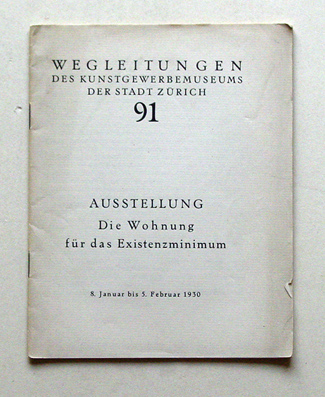 WEGLEITUNGEN
DES KUNSTGEWERBEMUSEUMS
DER STADT ZÜRICH
91
AUSSTELLUNG
Die Wohnung
für das Existenzminimum
8. Januar bis 5. Februar 1930